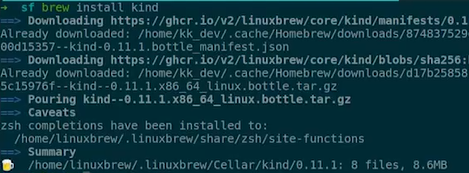 ➜  sf brew install kind
==> Downloading https://ghcr.io/v2/linuxbrew/core/kind/manifests/0.1
Already downloaded: /home/kk_dev/.cache/Homebrew/downloads/874837529
00d15357--kind-0.11.1.bottle_manifest.json
==> Downloading https://ghcr.io/v2/linuxbrew/core/kind/blobs/sha256:
Already downloaded: /home/kk_dev/.cache/Homebrew/downloads/d17b25858
5c15976f--kind--0.11.1.x86_64_linux.bottle.tar.gz
==> Pouring kind--0.11.1.x86_64_linux.bottle.tar.gz
==> Caveats
zsh completions have been installed to:
  /home/linuxbrew/.linuxbrew/share/zsh/site-functions
==> Summary
🍺  /home/linuxbrew/.linuxbrew/Cellar/kind/0.11.1: 8 files, 8.6MB